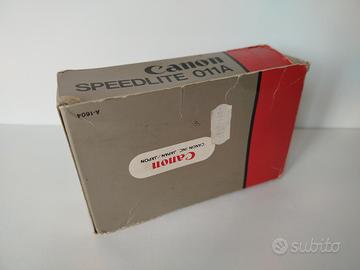 Canon
SPEEDLITE 011A
A-1604
Canon
CANON INC. JAPAN / JAPON
subito